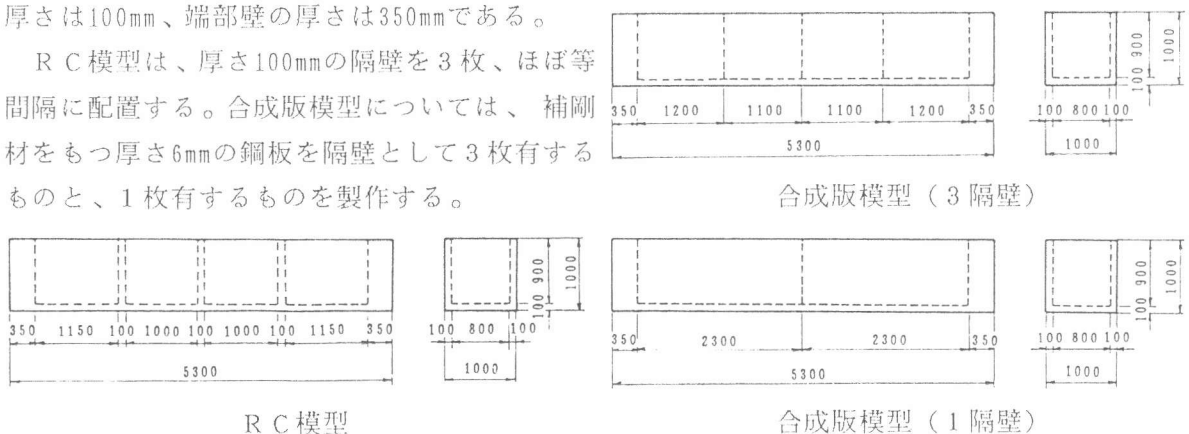 厚さは100mm、端部壁の厚さは350mmである。
　ＲＣ模型は、厚さ100mmの隔壁を３枚、ほぼ等
間隔に配置する。合成版模型については、補剛
材をもつ厚さ6mmの鋼板を隔壁として３枚有する
ものと、１枚有するものを製作する。
350 1200 1100 1100 1200 350
5300
100 900 1000
100 800 100
1000
合成版模型（３隔壁）
350 1150 100 1000 100 1000 100 1150 350
5300
100 900 1000
100 800 100
1000
ＲＣ模型
350 2300 2300 350
5300
100 900 1000
100 800 100
1000
合成版模型（１隔壁）